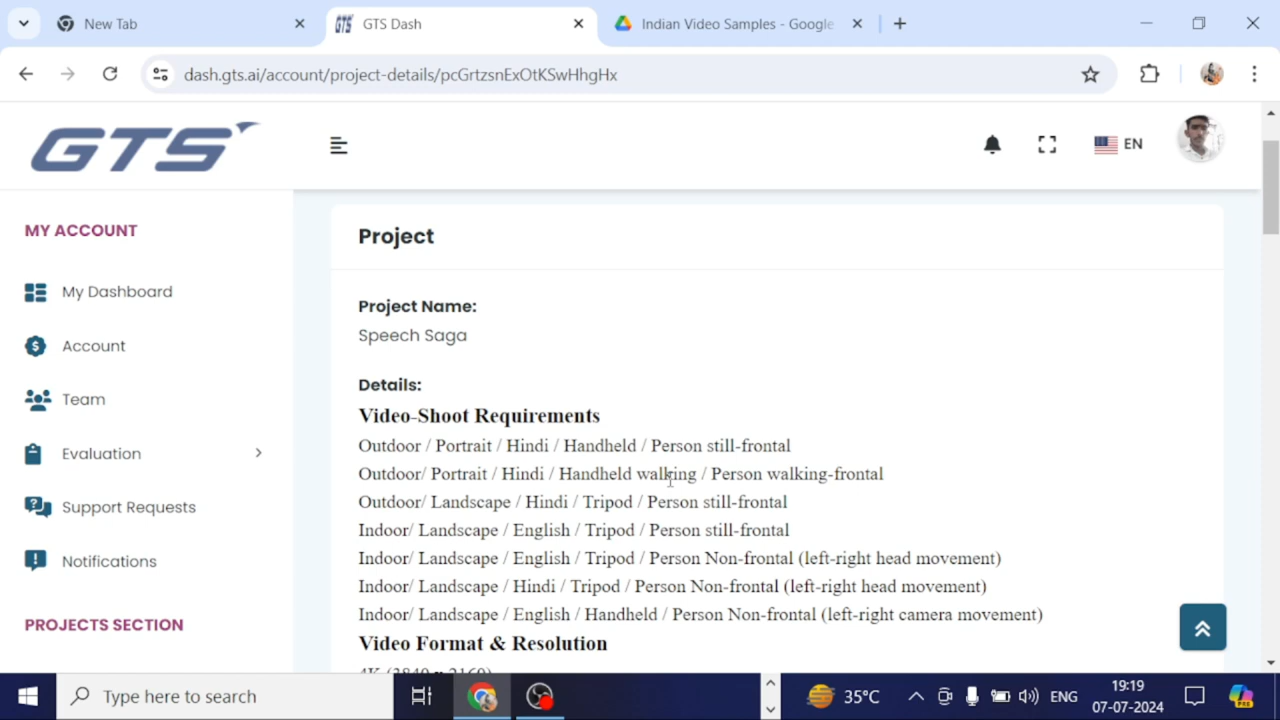 New Tab
GTS Dash
Indian Video Samples - Google
dash.gts.ai/account/project-details/pcGrtzsnExOtKSwHhgHx
GTS
EN
MY ACCOUNT
My Dashboard
Account
Team
Evaluation
Support Requests
Notifications
PROJECTS SECTION
Project
Project Name:
Speech Saga
Details:
Video-Shoot Requirements
Outdoor / Portrait / Hindi / Handheld / Person still-frontal
Outdoor/ Portrait / Hindi / Handheld walking / Person walking-frontal
Outdoor/ Landscape / Hindi / Tripod / Person still-frontal
Indoor/ Landscape / English / Tripod / Person still-frontal
Indoor/ Landscape / English / Tripod / Person Non-frontal (left-right head movement)
Indoor/ Landscape / Hindi / Tripod / Person Non-frontal (left-right head movement)
Indoor/ Landscape / English / Handheld / Person Non-frontal (left-right camera movement)
Video Format & Resolution
4K (3840 x 2160)
Type here to search
35°C
ENG
19:19
07-07-2024